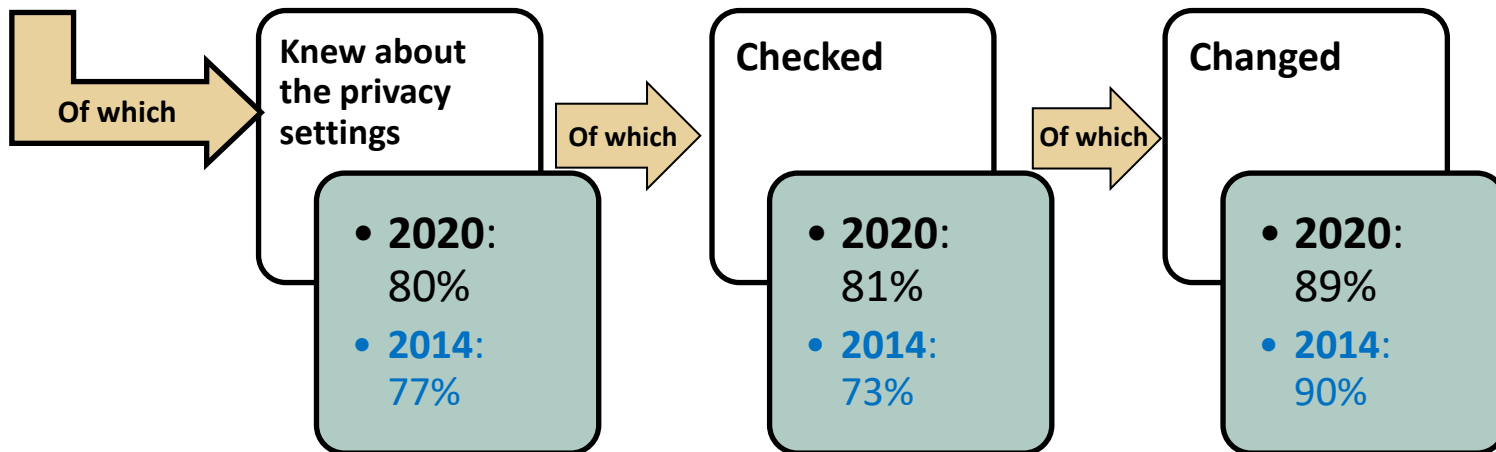 Of which
Knew about
the privacy
settings
• 2020:
80%
• 2014:
77%
Of which
Checked
• 2020:
81%
• 2014:
73%
Of which
Changed
• 2020:
89%
• 2014:
90%